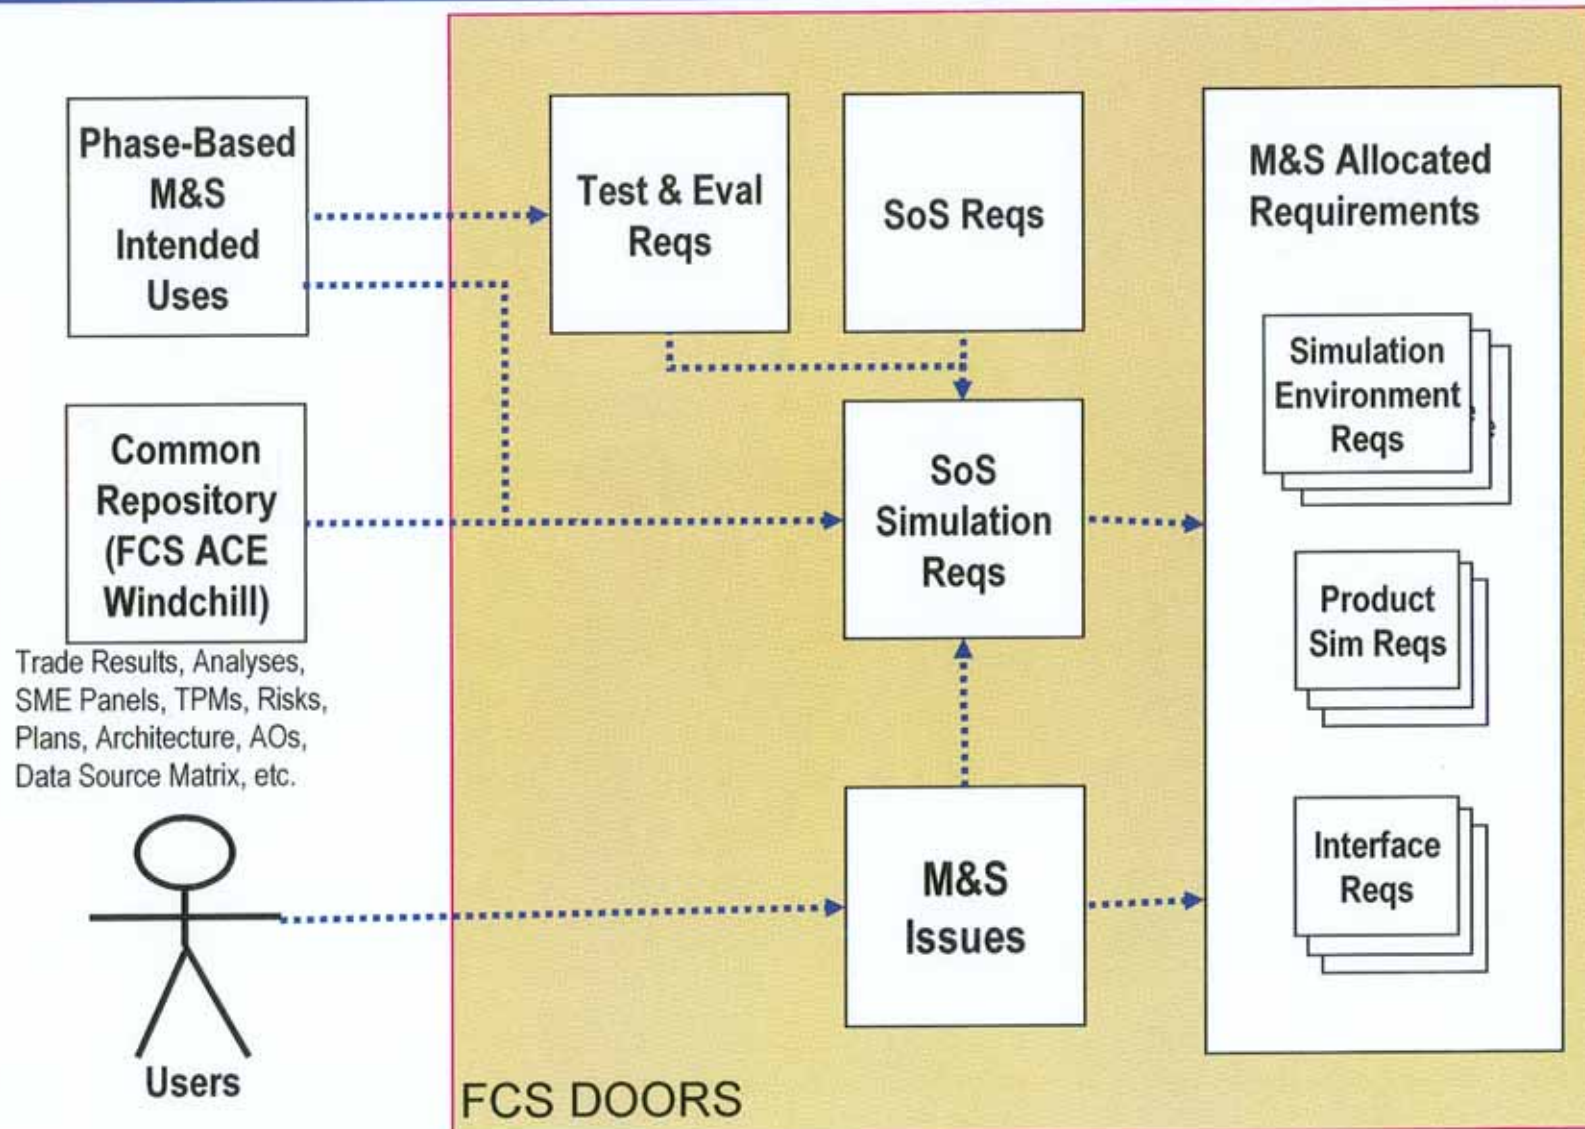 Phase-Based
M&S
Intended
Uses
Test & Eval
Reqs
SoS Reqs
M&S Allocated
Requirements
Simulation
Environment
Reqs
Common
Repository
(FCS ACE
Windchill)
SoS
Simulation
Reqs
Product
Sim Reqs
Trade Results, Analyses,
SME Panels, TPMs, Risks,
Plans, Architecture, AOs,
Data Source Matrix, etc.
M&S
Issues
Interface
Reqs
Users
FCS DOORS